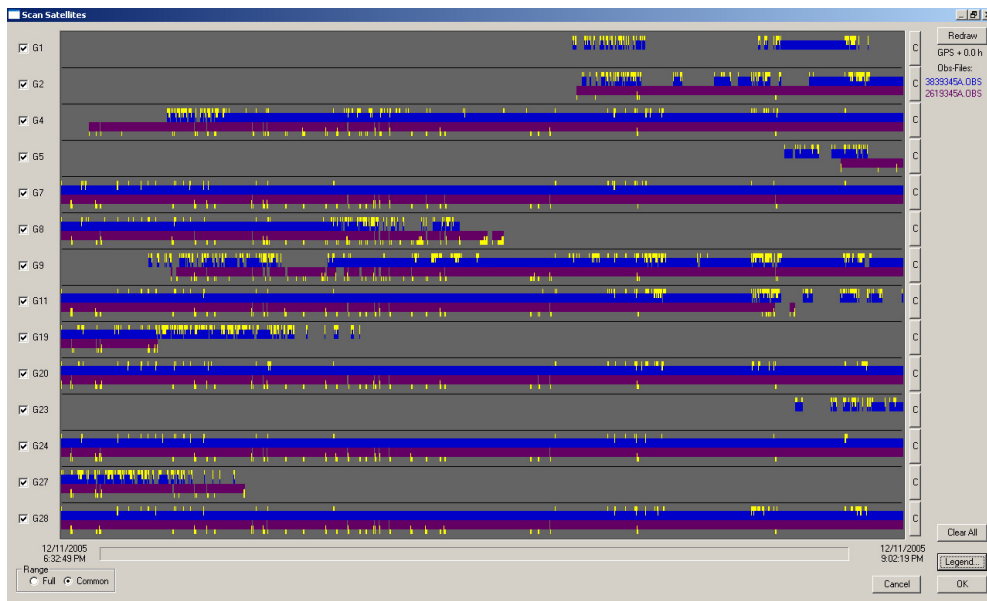 Scan Satellites
G1
C
Redraw
GPS + 0.0 h
Obs-Files:
G2
C
3839345A.OBS
2619345A.OBS
G4
C
G5
C
G7
C
G8
C
G9
C
G11
C
G19
C
G20
C
G23
C
G24
C
G27
C
G28
C
Clear All
12/11/2005
6:32:49 PM
12/11/2005
9:02:19 PM
Legend...
Range
Full
Common
Cancel
OK